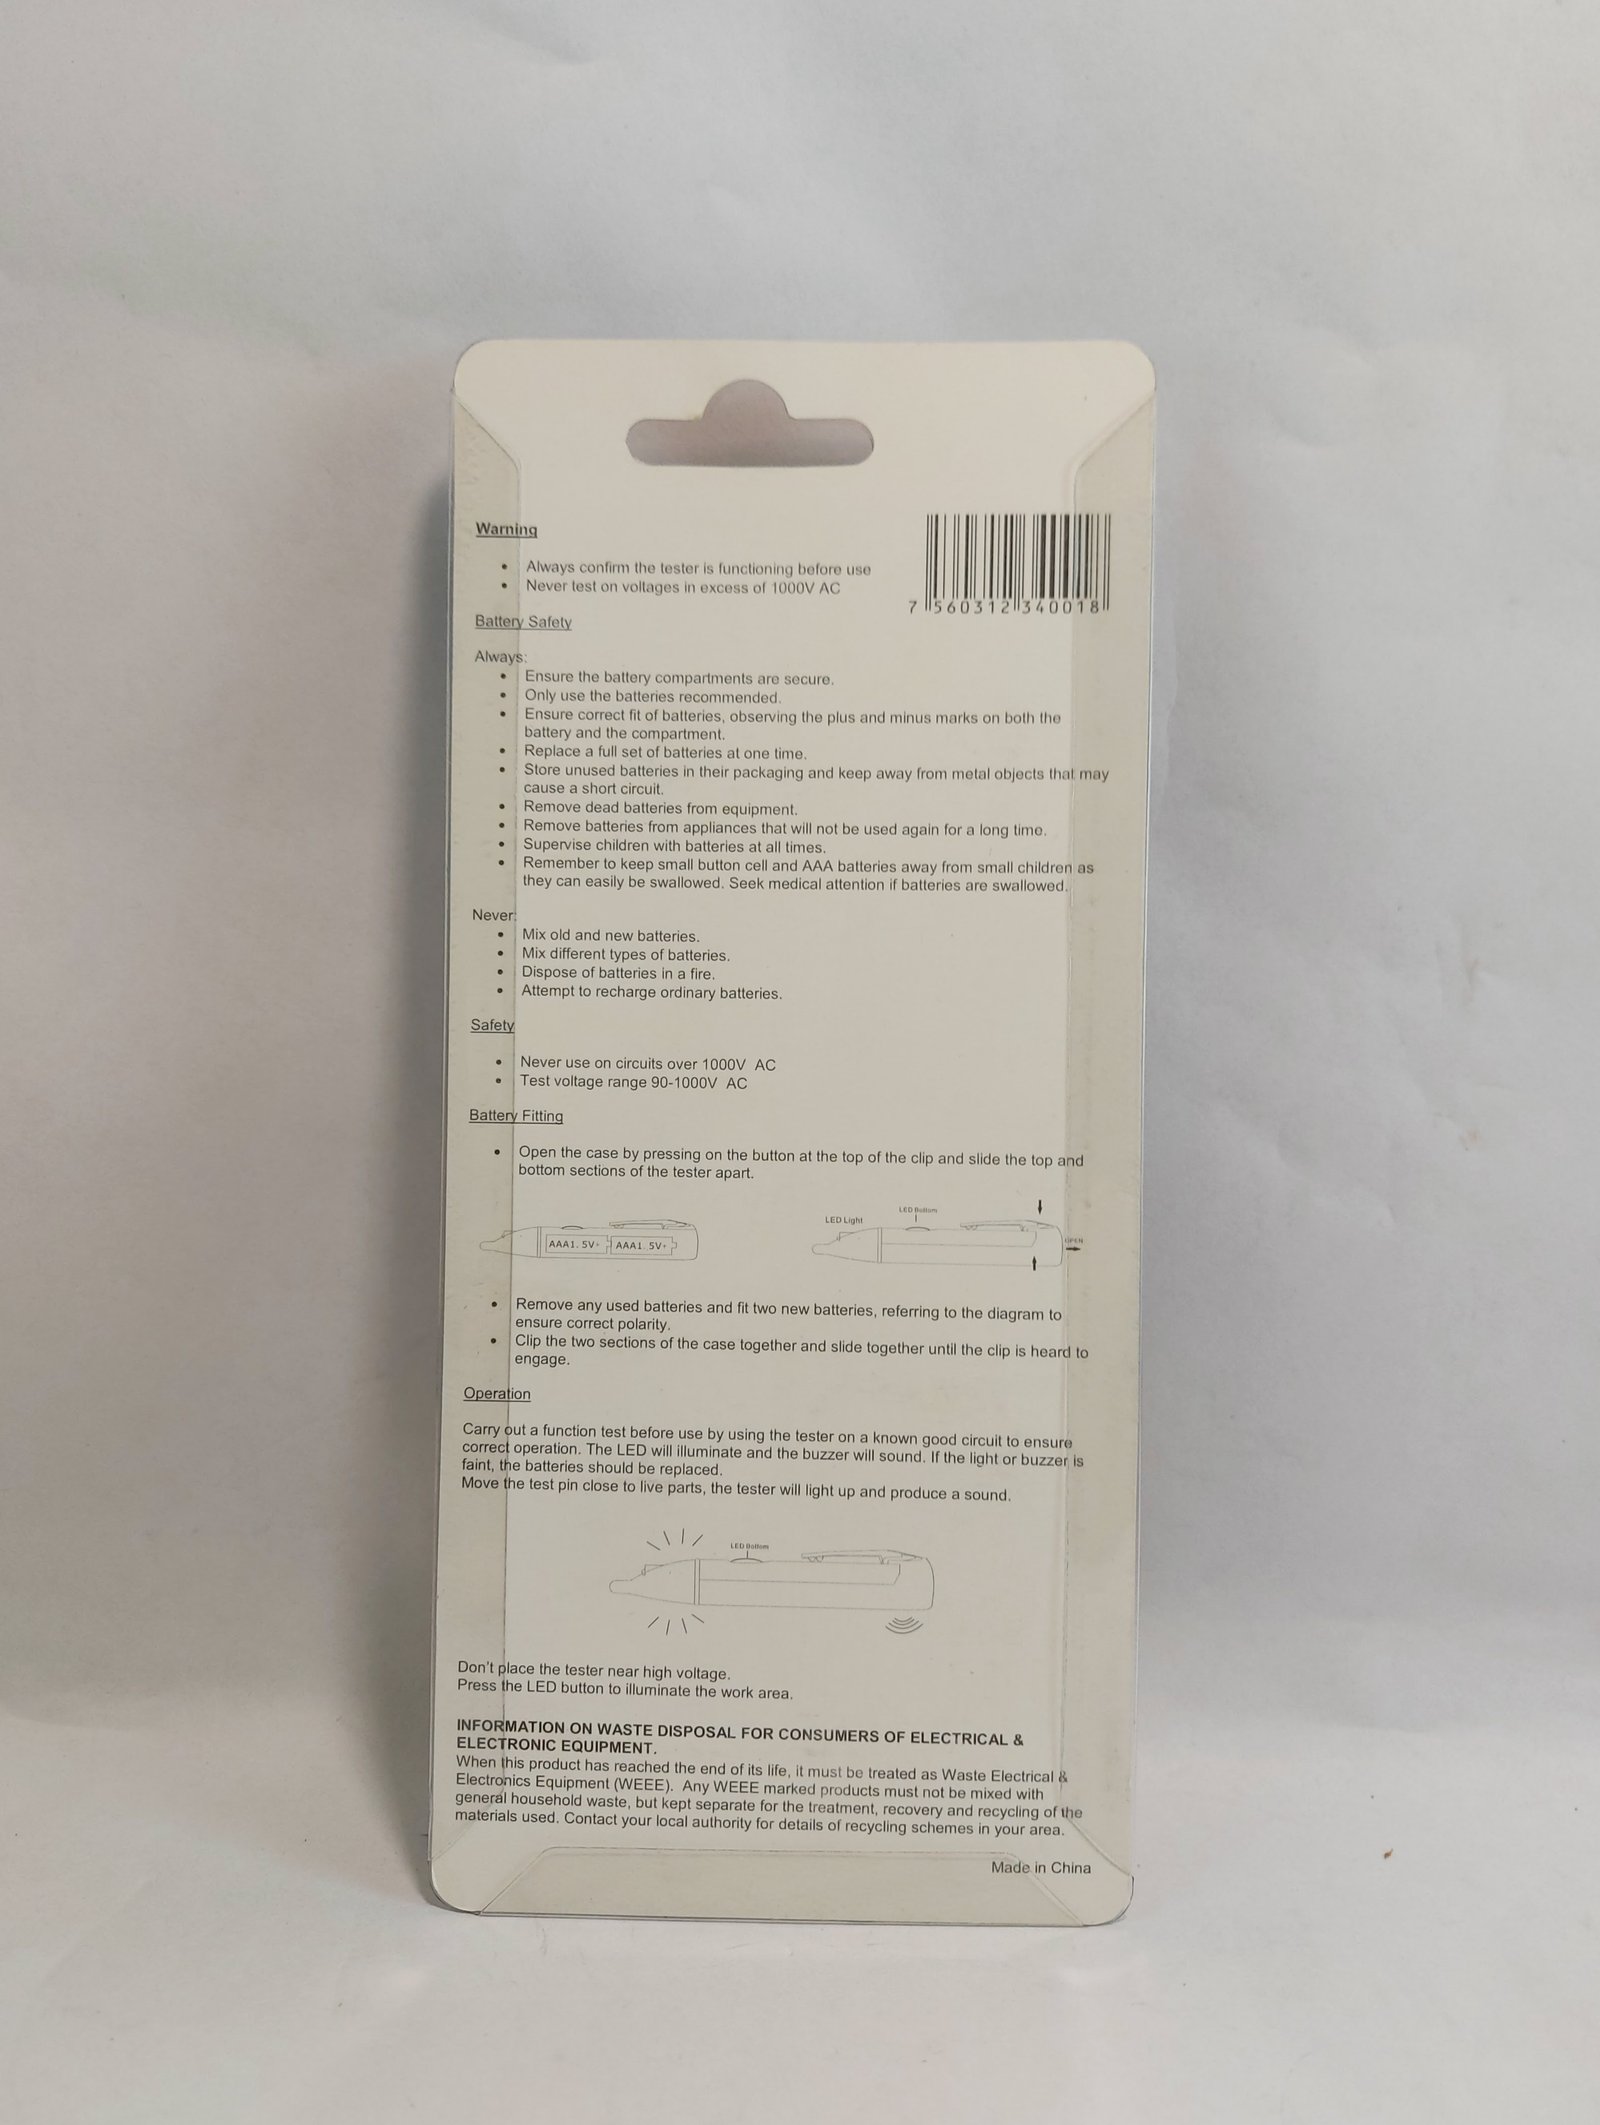 Warning
• Always confirm the tester is functioning before use
• Never test on voltages in excess of 1000V AC
7 560312 340018
Battery Safety
Always:
• Ensure the battery compartments are secure.
• Only use the batteries recommended.
• Ensure correct fit of batteries, observing the plus and minus marks on both the
battery and the compartment.
• Replace a full set of batteries at one time.
• Store unused batteries in their packaging and keep away from metal objects that may
cause a short circuit.
• Remove dead batteries from equipment.
• Remove batteries from appliances that will not be used again for a long time.
• Supervise children with batteries at all times.
• Remember to keep small button cell and AAA batteries away from small children as
they can easily be swallowed. Seek medical attention if batteries are swallowed.
Never:
• Mix old and new batteries.
• Mix different types of batteries.
• Dispose of batteries in a fire.
• Attempt to recharge ordinary batteries.
Safety
• Never use on circuits over 1000V AC
• Test voltage range 90-1000V AC
Battery Fitting
• Open the case by pressing on the button at the top of the clip and slide the top and
bottom sections of the tester apart.
AAA1.5V+ AAA1.5V+
LED Light
LED Bottom
OPEN
• Remove any used batteries and fit two new batteries, referring to the diagram to
ensure correct polarity.
• Clip the two sections of the case together and slide together until the clip is heard to
engage.
Operation
Carry out a function test before use by using the tester on a known good circuit to ensure
correct operation. The LED will illuminate and the buzzer will sound. If the light or buzzer is
faint, the batteries should be replaced.
Move the test pin close to live parts, the tester will light up and produce a sound.
LED Bottom
Don't place the tester near high voltage.
Press the LED button to illuminate the work area.
INFORMATION ON WASTE DISPOSAL FOR CONSUMERS OF ELECTRICAL &
ELECTRONIC EQUIPMENT.
When this product has reached the end of its life, it must be treated as Waste Electrical &
Electronics Equipment (WEEE). Any WEEE marked products must not be mixed with
general household waste, but kept separate for the treatment, recovery and recycling of the
materials used. Contact your local authority for details of recycling schemes in your area.
Made in China